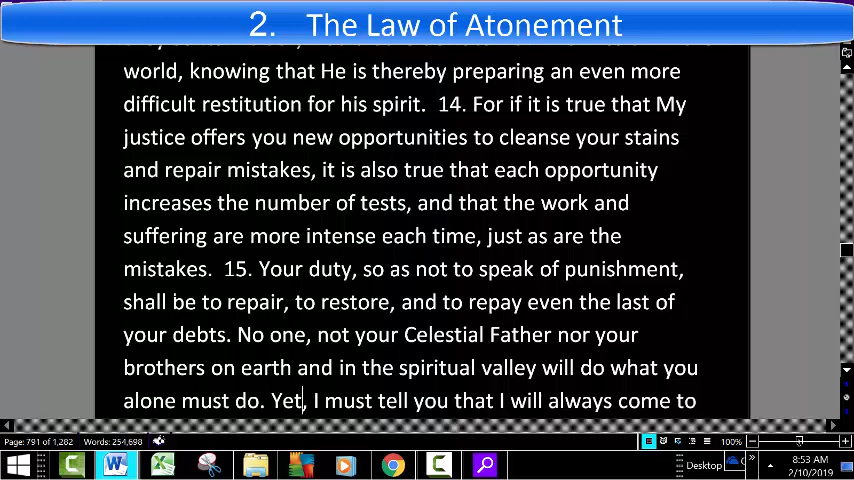 2. The Law of Atonement
world, knowing that He is thereby preparing an even more
difficult restitution for his spirit. 14. For if it is true that My
justice offers you new opportunities to cleanse your stains
and repair mistakes, it is also true that each opportunity
increases the number of tests, and that the work and
suffering are more intense each time, just as are the
mistakes. 15. Your duty, so as not to speak of punishment,
shall be to repair, to restore, and to repay even the last of
your debts. No one, not your Celestial Father nor your
brothers on earth and in the spiritual valley will do what you
alone must do. Yet, I must tell you that I will always come to
Page: 791 of 1,282 Words: 254,698 100%
Desktop 8:53 AM
2/10/2019